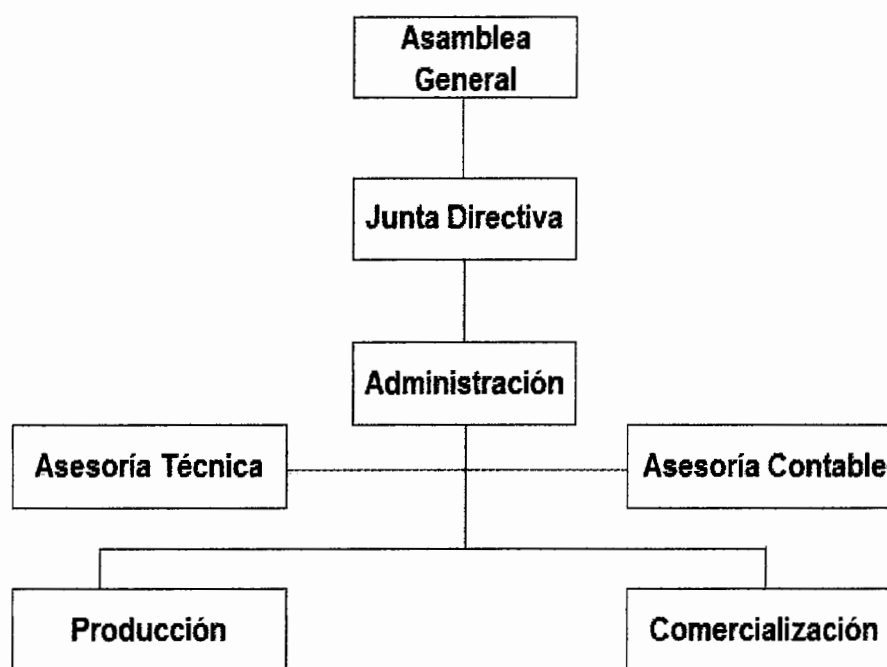 Asamblea
General
Junta Directiva
Administración
Asesoría Técnica
Asesoría Contable
Producción
Comercialización